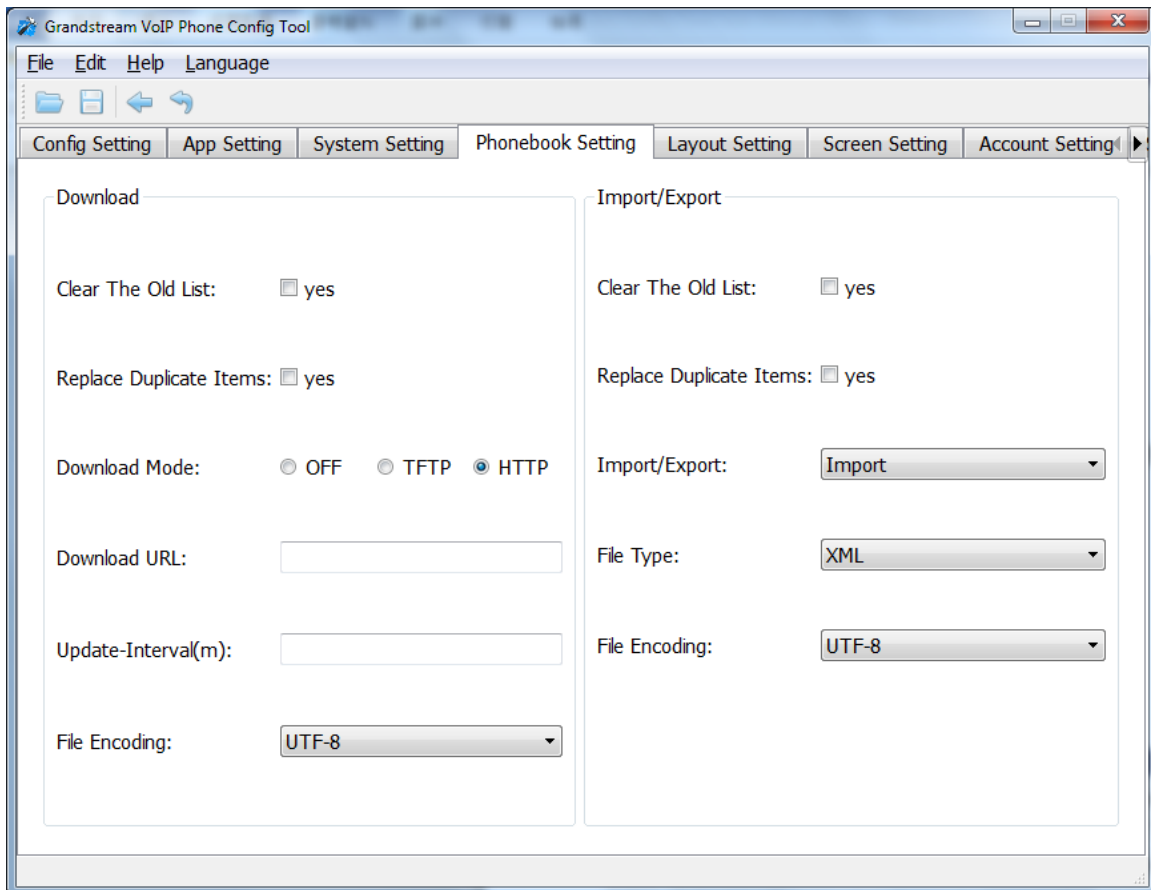 Grandstream VoIP Phone Config Tool
File Edit Help Language
Config Setting App Setting System Setting Phonebook Setting Layout Setting Screen Setting Account Setting
Download
Clear The Old List: yes
Replace Duplicate Items: yes
Download Mode: OFF TFTP HTTP
Download URL:
Update-Interval(m):
File Encoding: UTF-8
Import/Export
Clear The Old List: yes
Replace Duplicate Items: yes
Import/Export: Import
File Type: XML
File Encoding: UTF-8